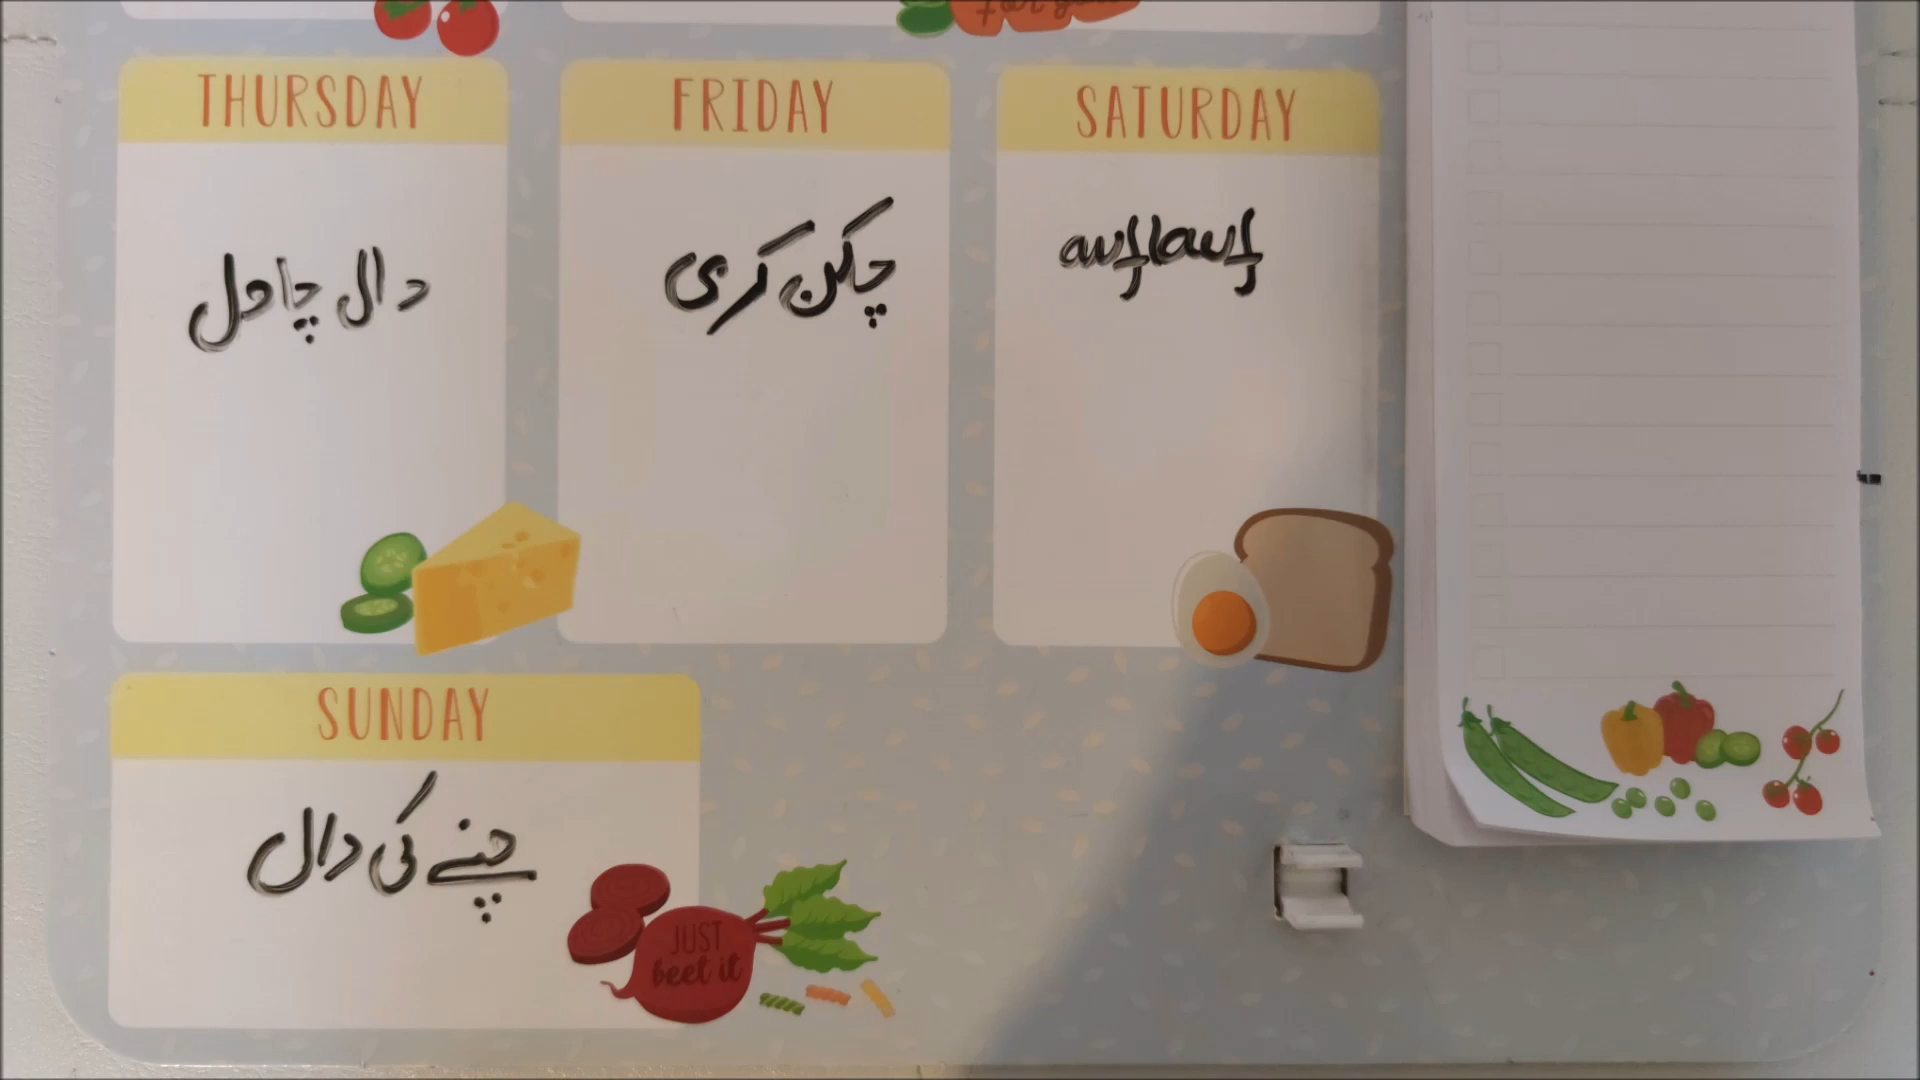 THURSDAY
دال چاول
FRIDAY
چکن کری
SATURDAY
auflauf
SUNDAY
چنے کی دال
JUST
beet it